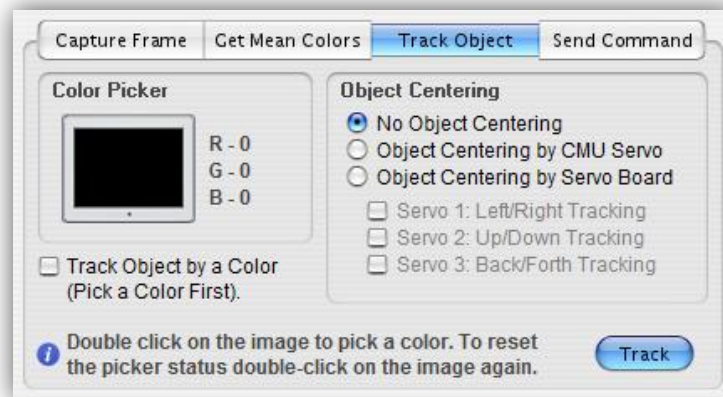 Capture Frame
Get Mean Colors
Track Object
Send Command
Color Picker
R - 0
G - 0
B - 0
Track Object by a Color
(Pick a Color First).
Object Centering
No Object Centering
Object Centering by CMU Servo
Object Centering by Servo Board
Servo 1: Left/Right Tracking
Servo 2: Up/Down Tracking
Servo 3: Back/Forth Tracking
Double click on the image to pick a color. To reset
the picker status double-click on the image again.
Track